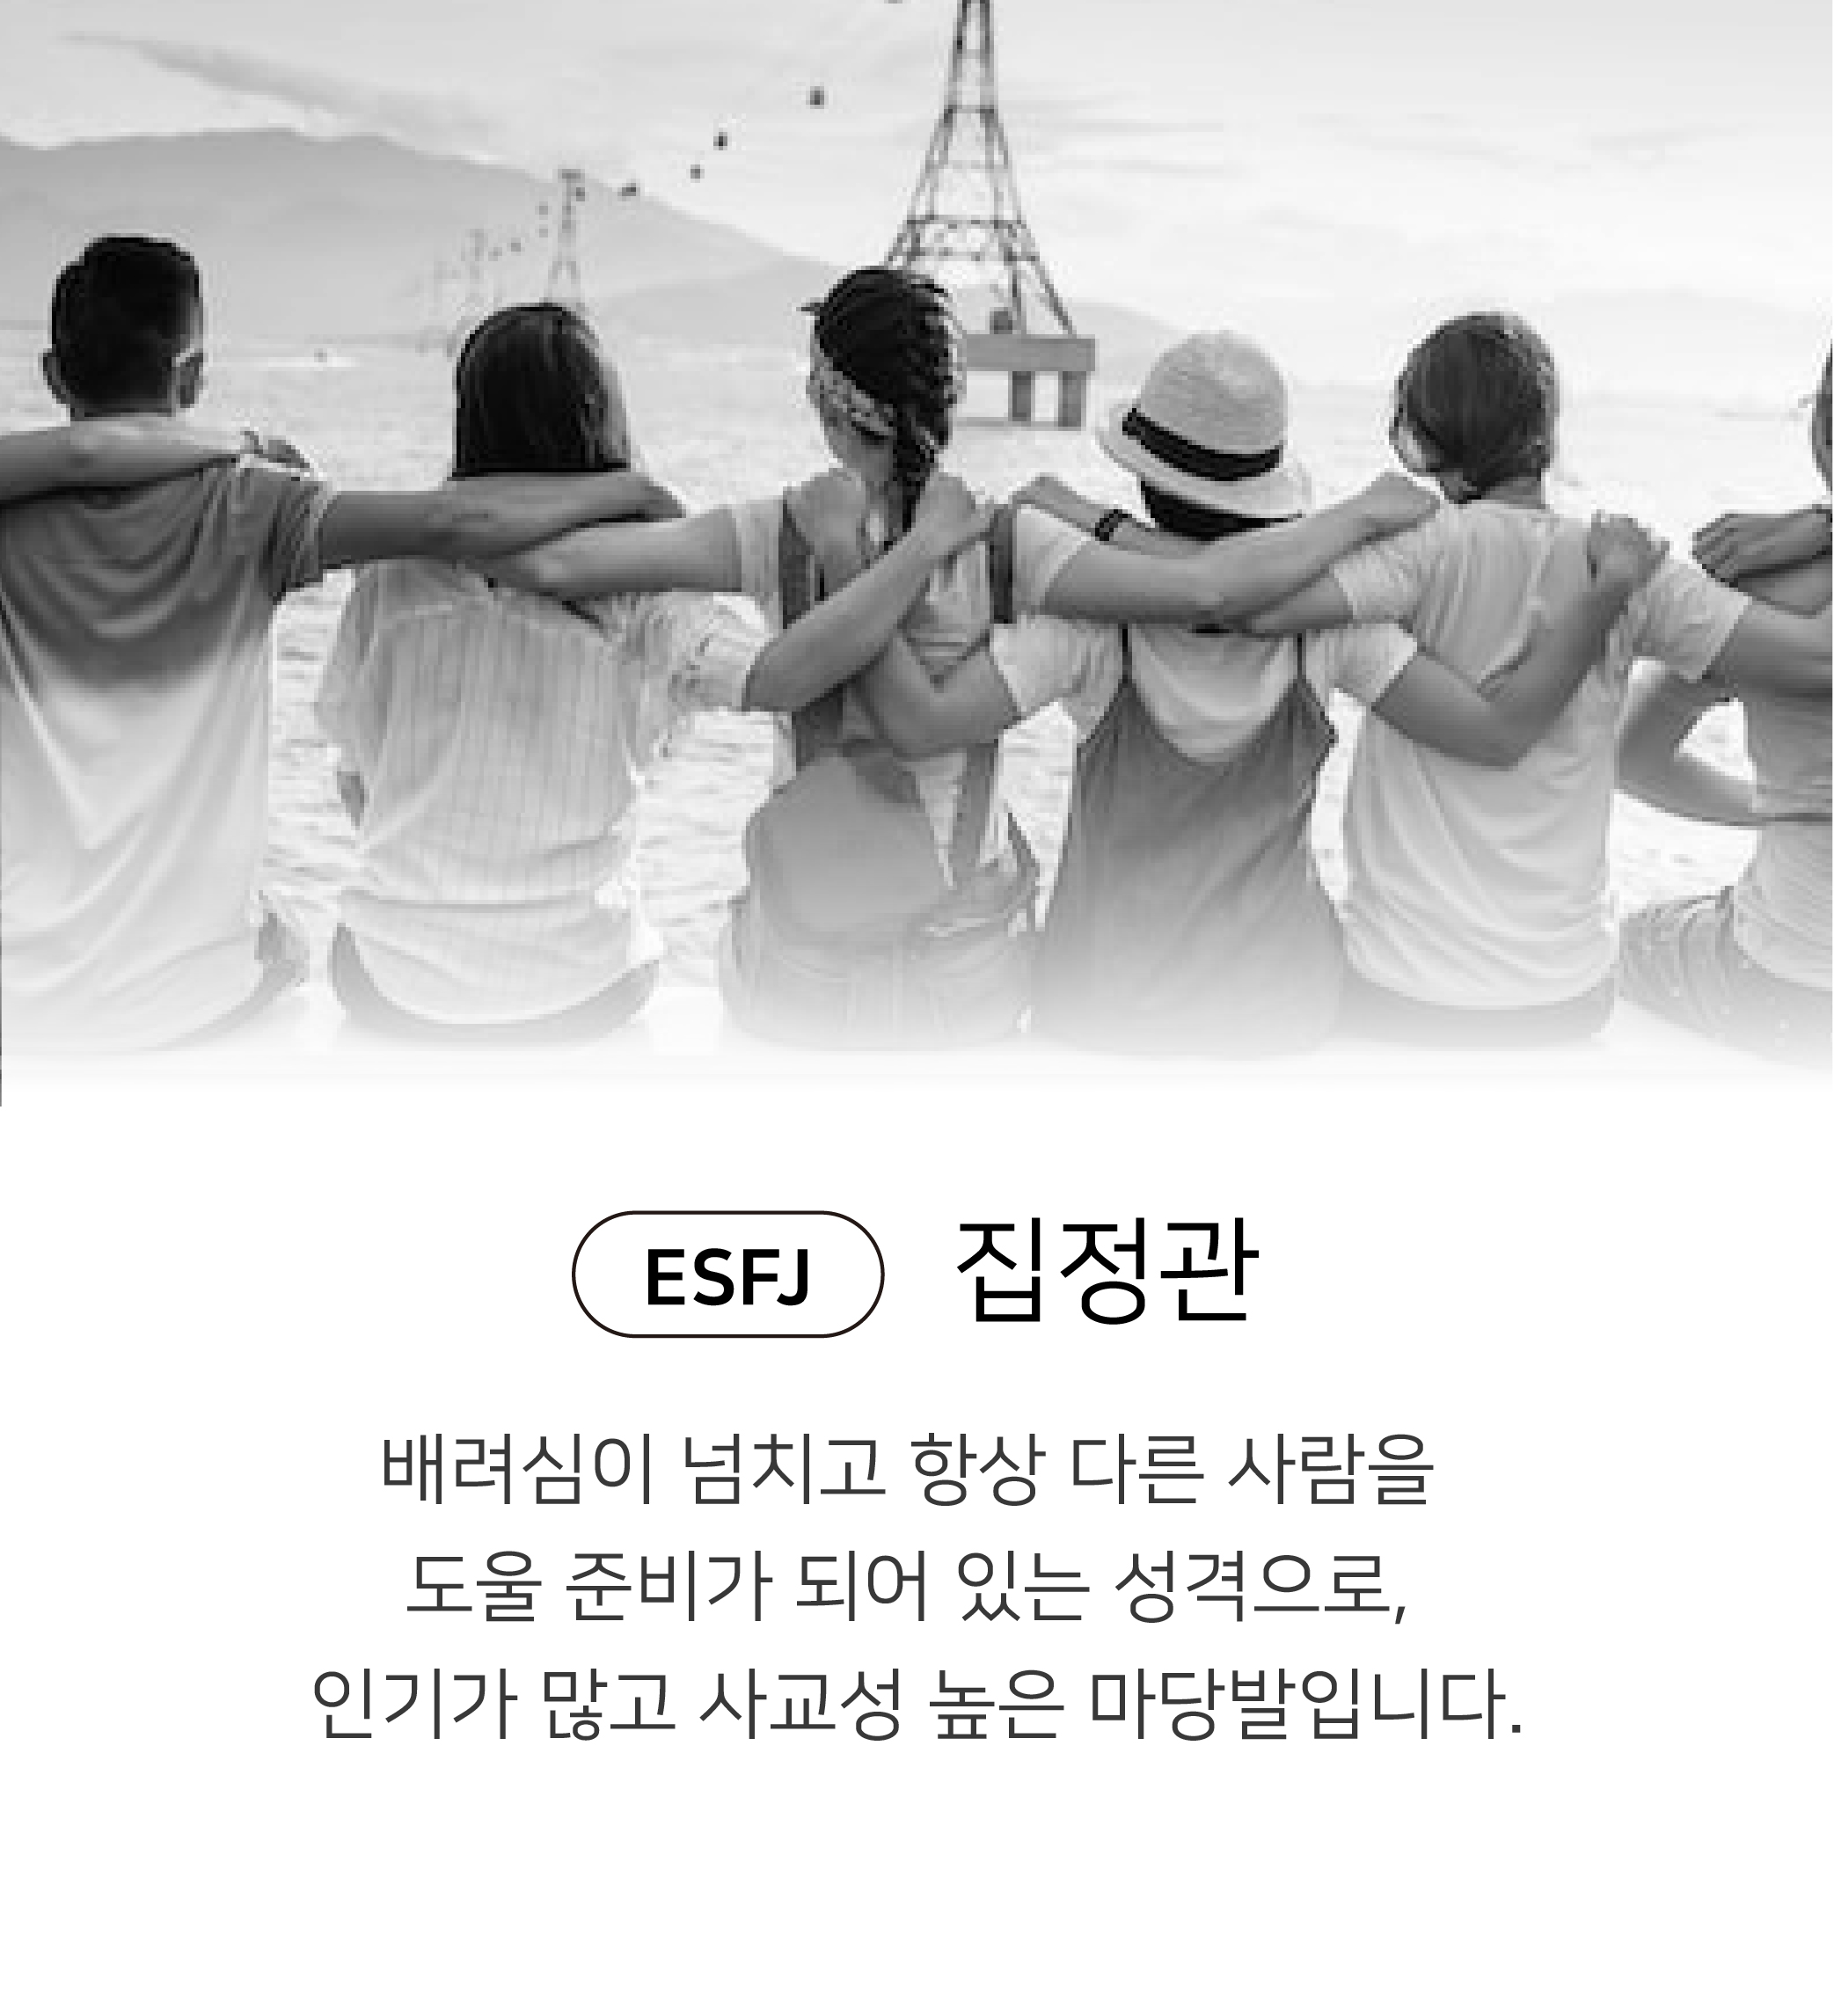 ESFJ 집정관
배려심이 넘치고 항상 다른 사람을
도울 준비가 되어 있는 성격으로,
인기가 많고 사교성 높은 마당발입니다.